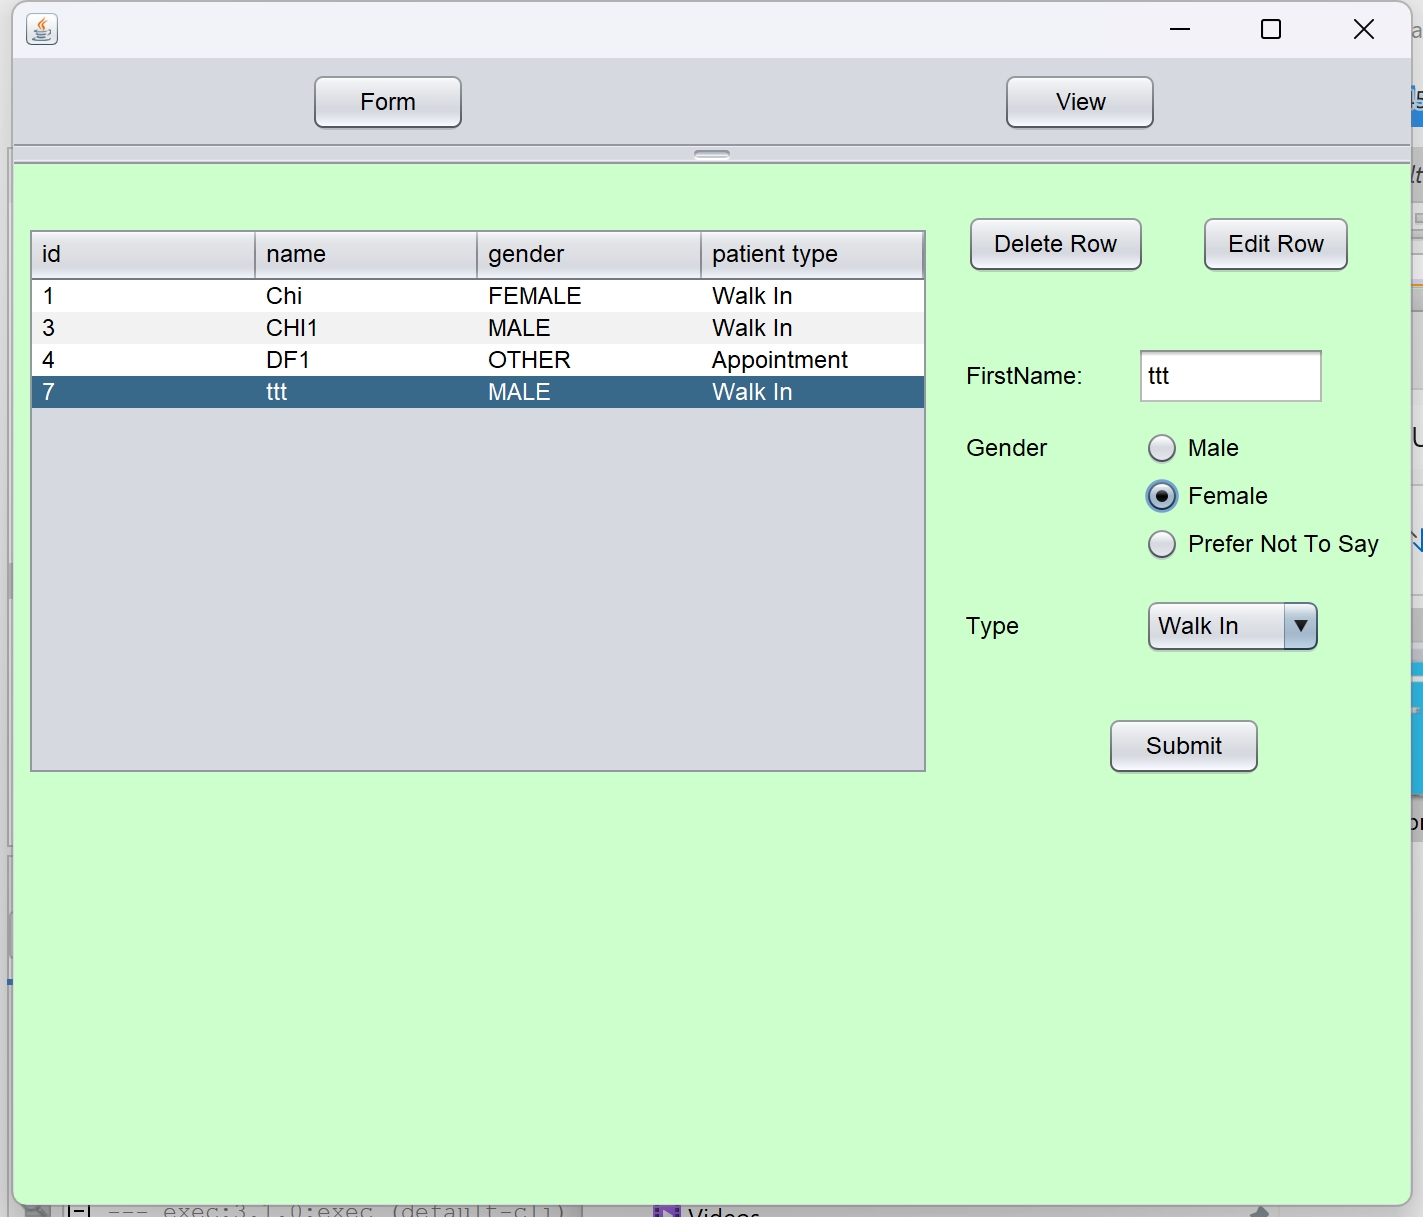 Form View
id name gender patient type
1 Chi FEMALE Walk In
3 CHI1 MALE Walk In
4 DF1 OTHER Appointment
7 ttt MALE Walk In
Delete Row Edit Row
FirstName: ttt
Gender Male
Female
Prefer Not To Say
Type Walk In
Submit
--- exec:3.1.0:exec (default-cli) Videos